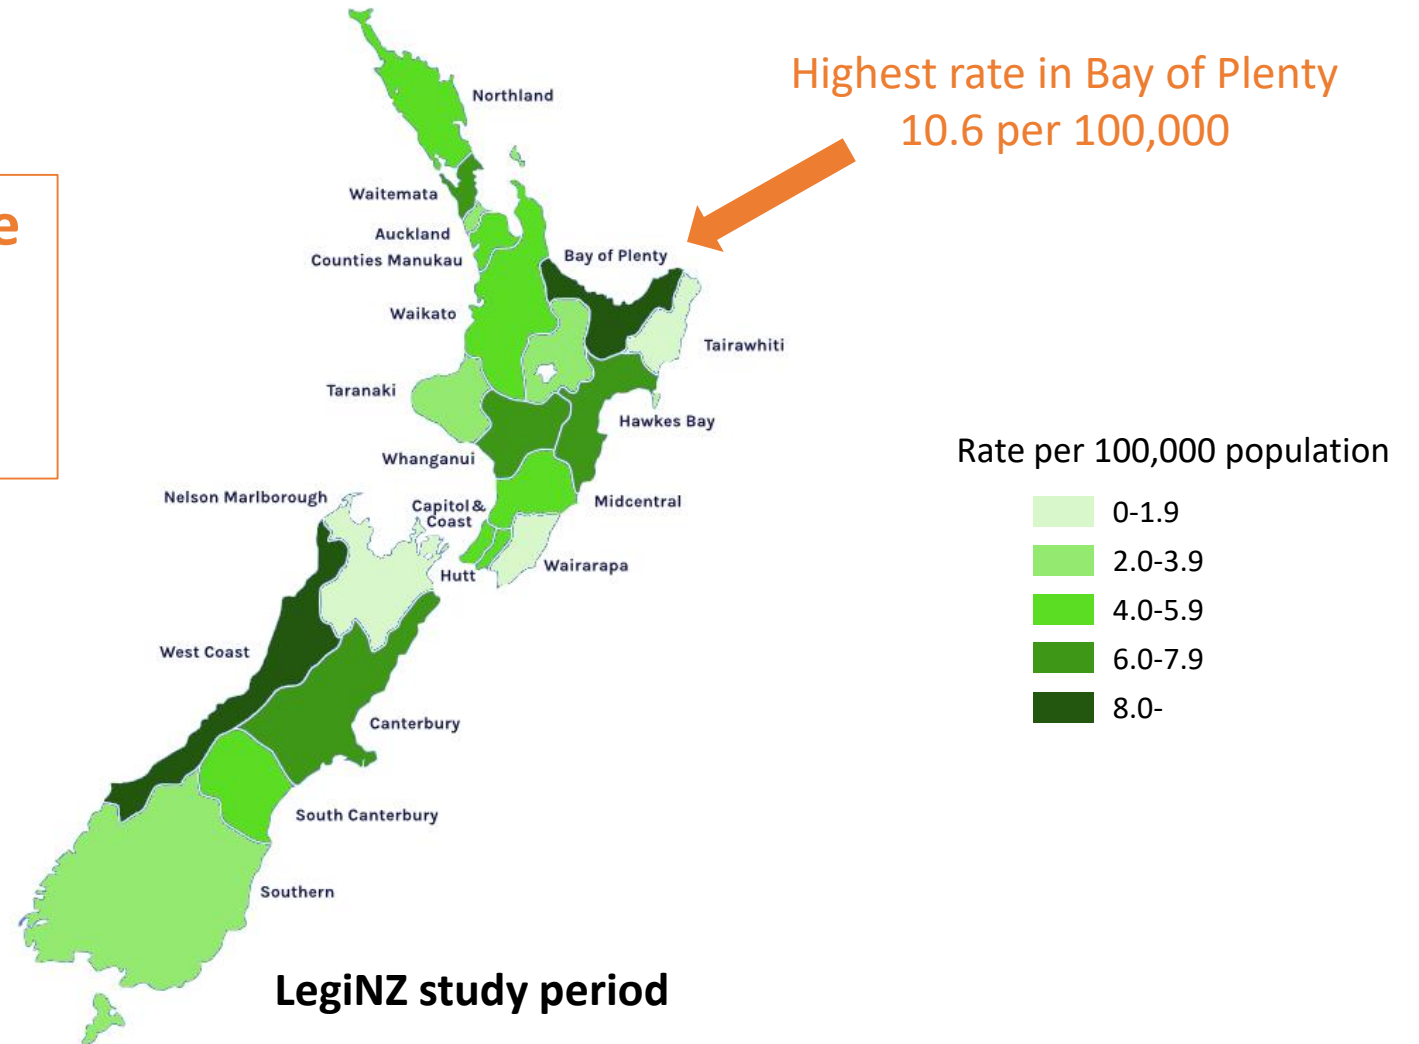 Highest rate in Bay of Plenty
10.6 per 100,000
e
Northland
Waitemata
Auckland
Counties Manukau
Bay of Plenty
Waikato
Tairawhiti
Taranaki
Hawkes Bay
Whanganui
Nelson Marlborough
Capitol &
Coast
Midcentral
Hutt
Wairarapa
West Coast
Canterbury
South Canterbury
Southern
Rate per 100,000 population
0-1.9
2.0-3.9
4.0-5.9
6.0-7.9
8.0-
LegiNZ study period